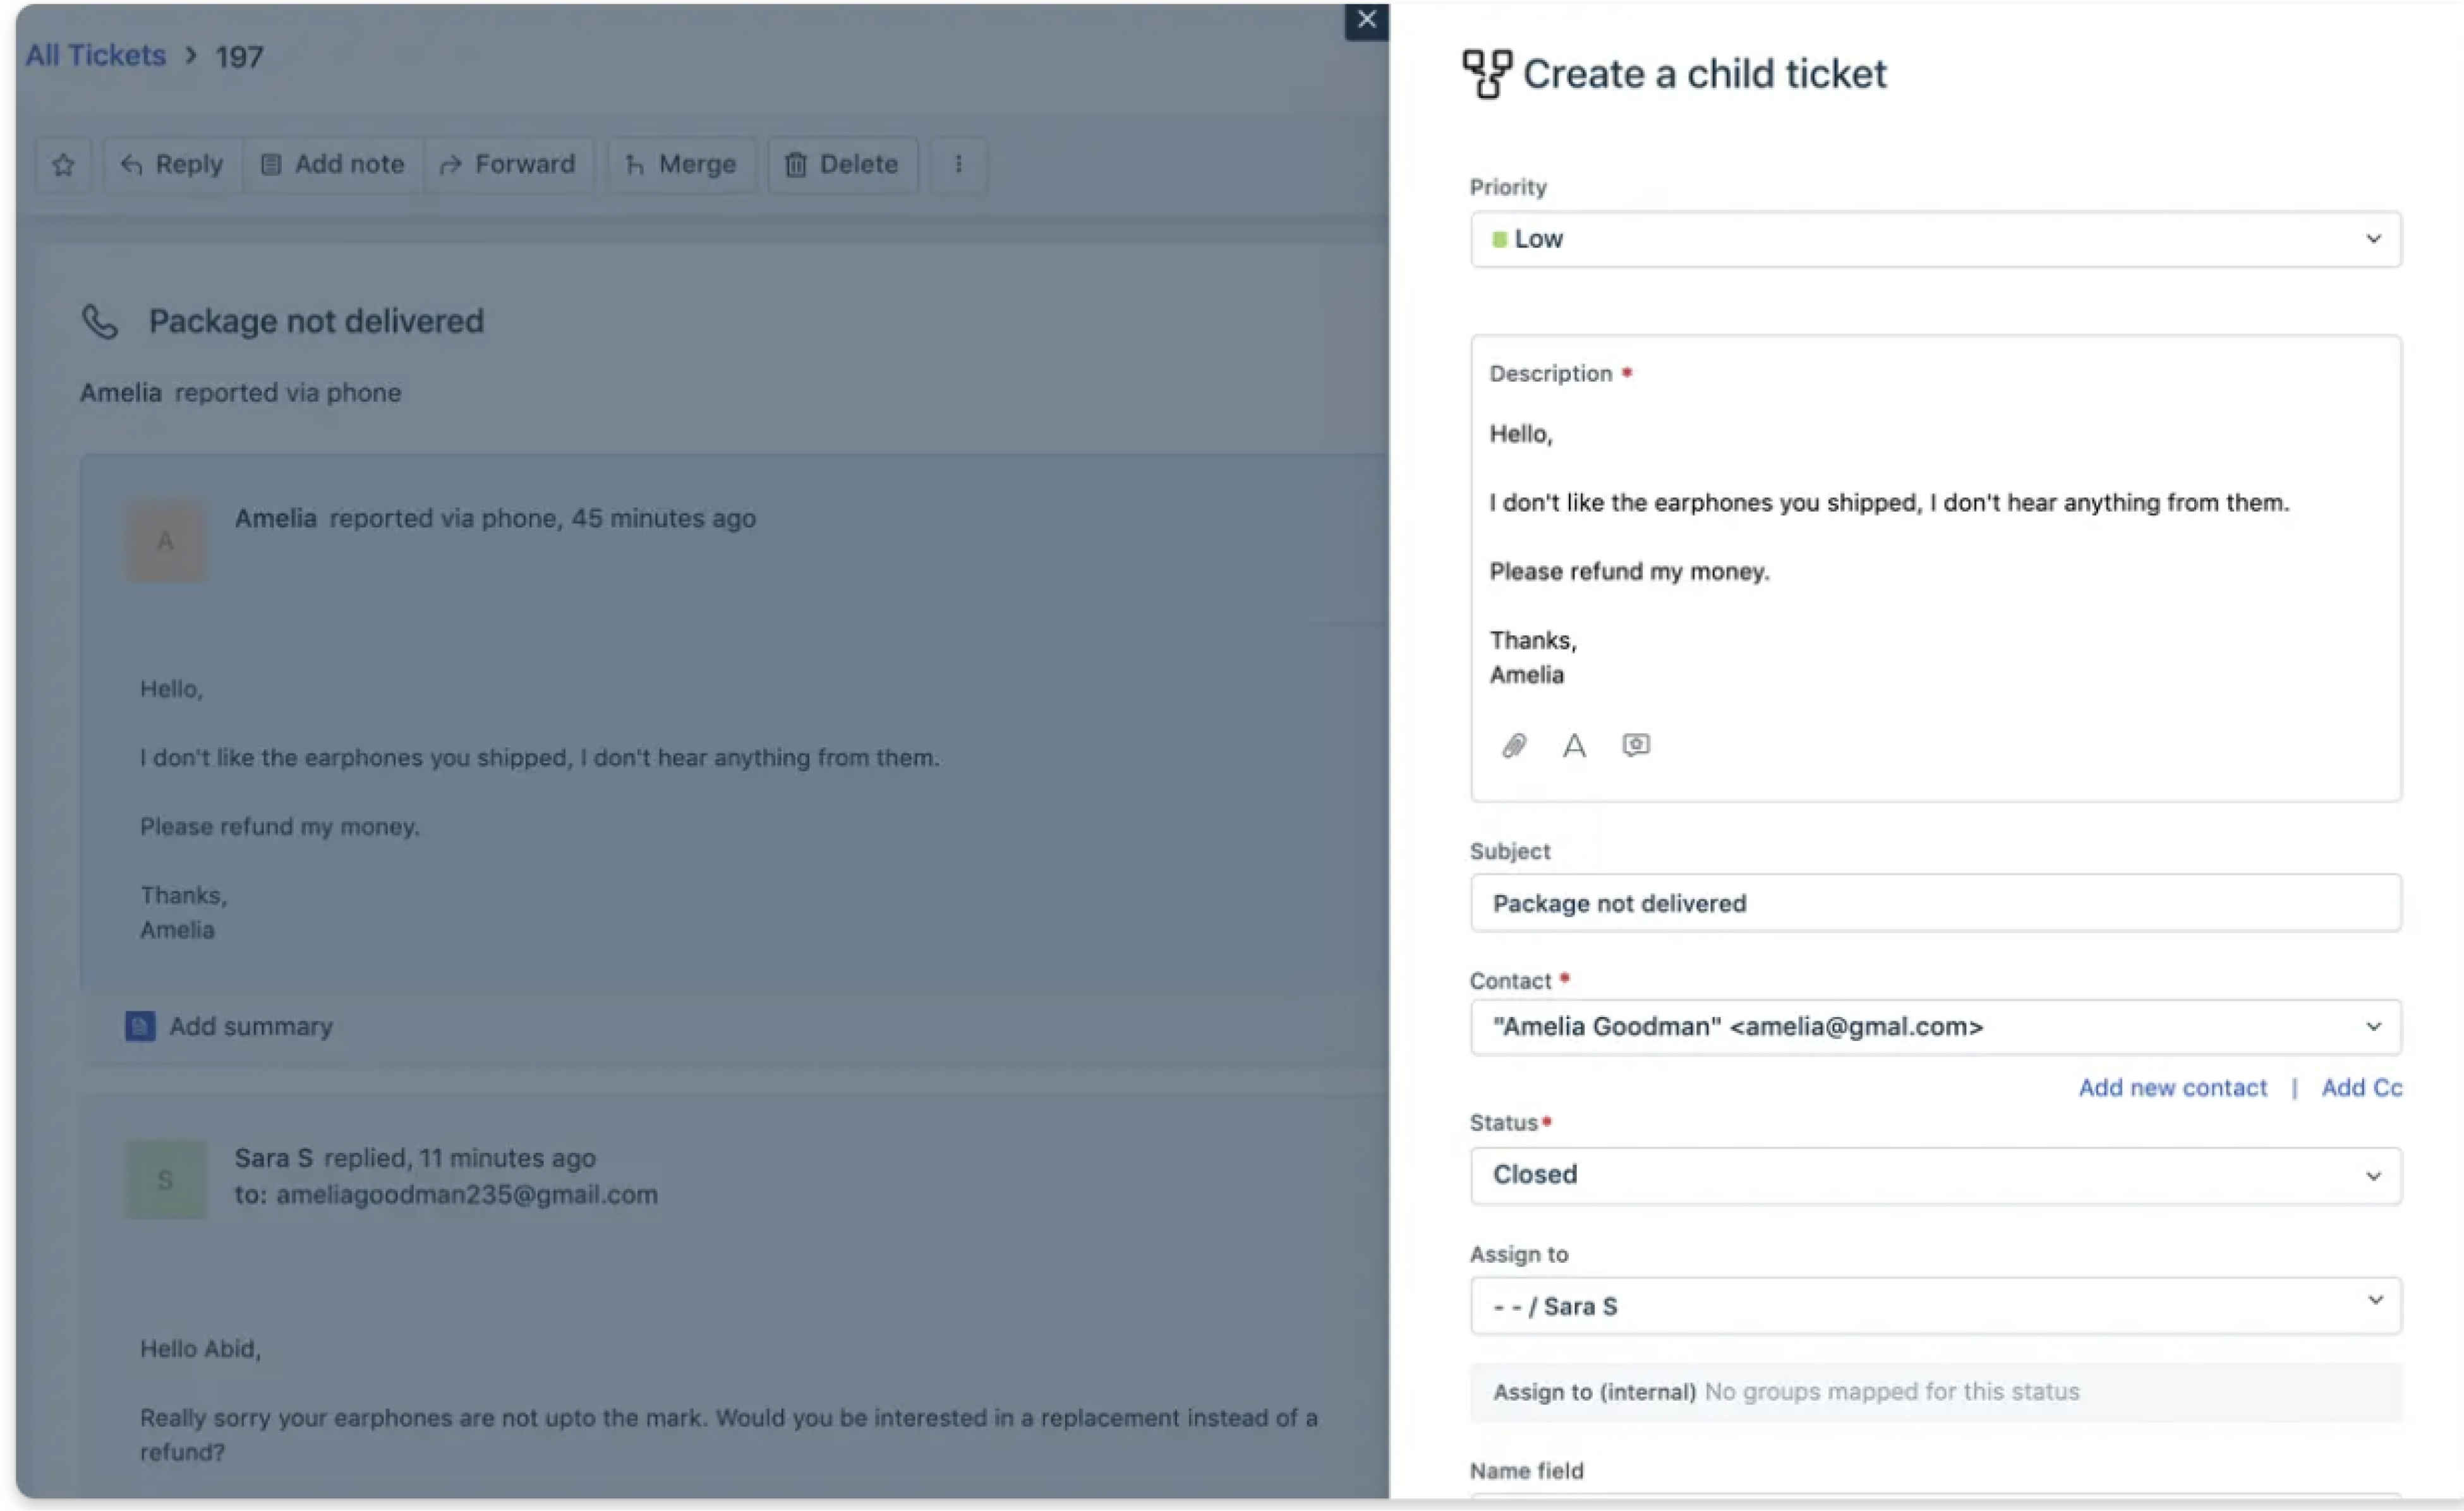 All Tickets > 197
Reply Add note Forward Merge Delete
Package not delivered
Amelia reported via phone
A
Amelia reported via phone, 45 minutes ago
Hello,
I don't like the earphones you shipped, I don't hear anything from them.
Please refund my money.
Thanks,
Amelia
Add summary
S
Sara S replied, 11 minutes ago
to: ameliagoodman235@gmail.com
Hello Abid,
Really sorry your earphones are not upto the mark. Would you be interested in a replacement instead of a
refund?
Create a child ticket
Priority
Low
Description *
Hello,
I don't like the earphones you shipped, I don't hear anything from them.
Please refund my money.
Thanks,
Amelia
Subject
Package not delivered
Contact *
"Amelia Goodman" <amelia@gmal.com>
Add new contact | Add Cc
Status*
Closed
Assign to
- - / Sara S
Assign to (internal) No groups mapped for this status
Name field